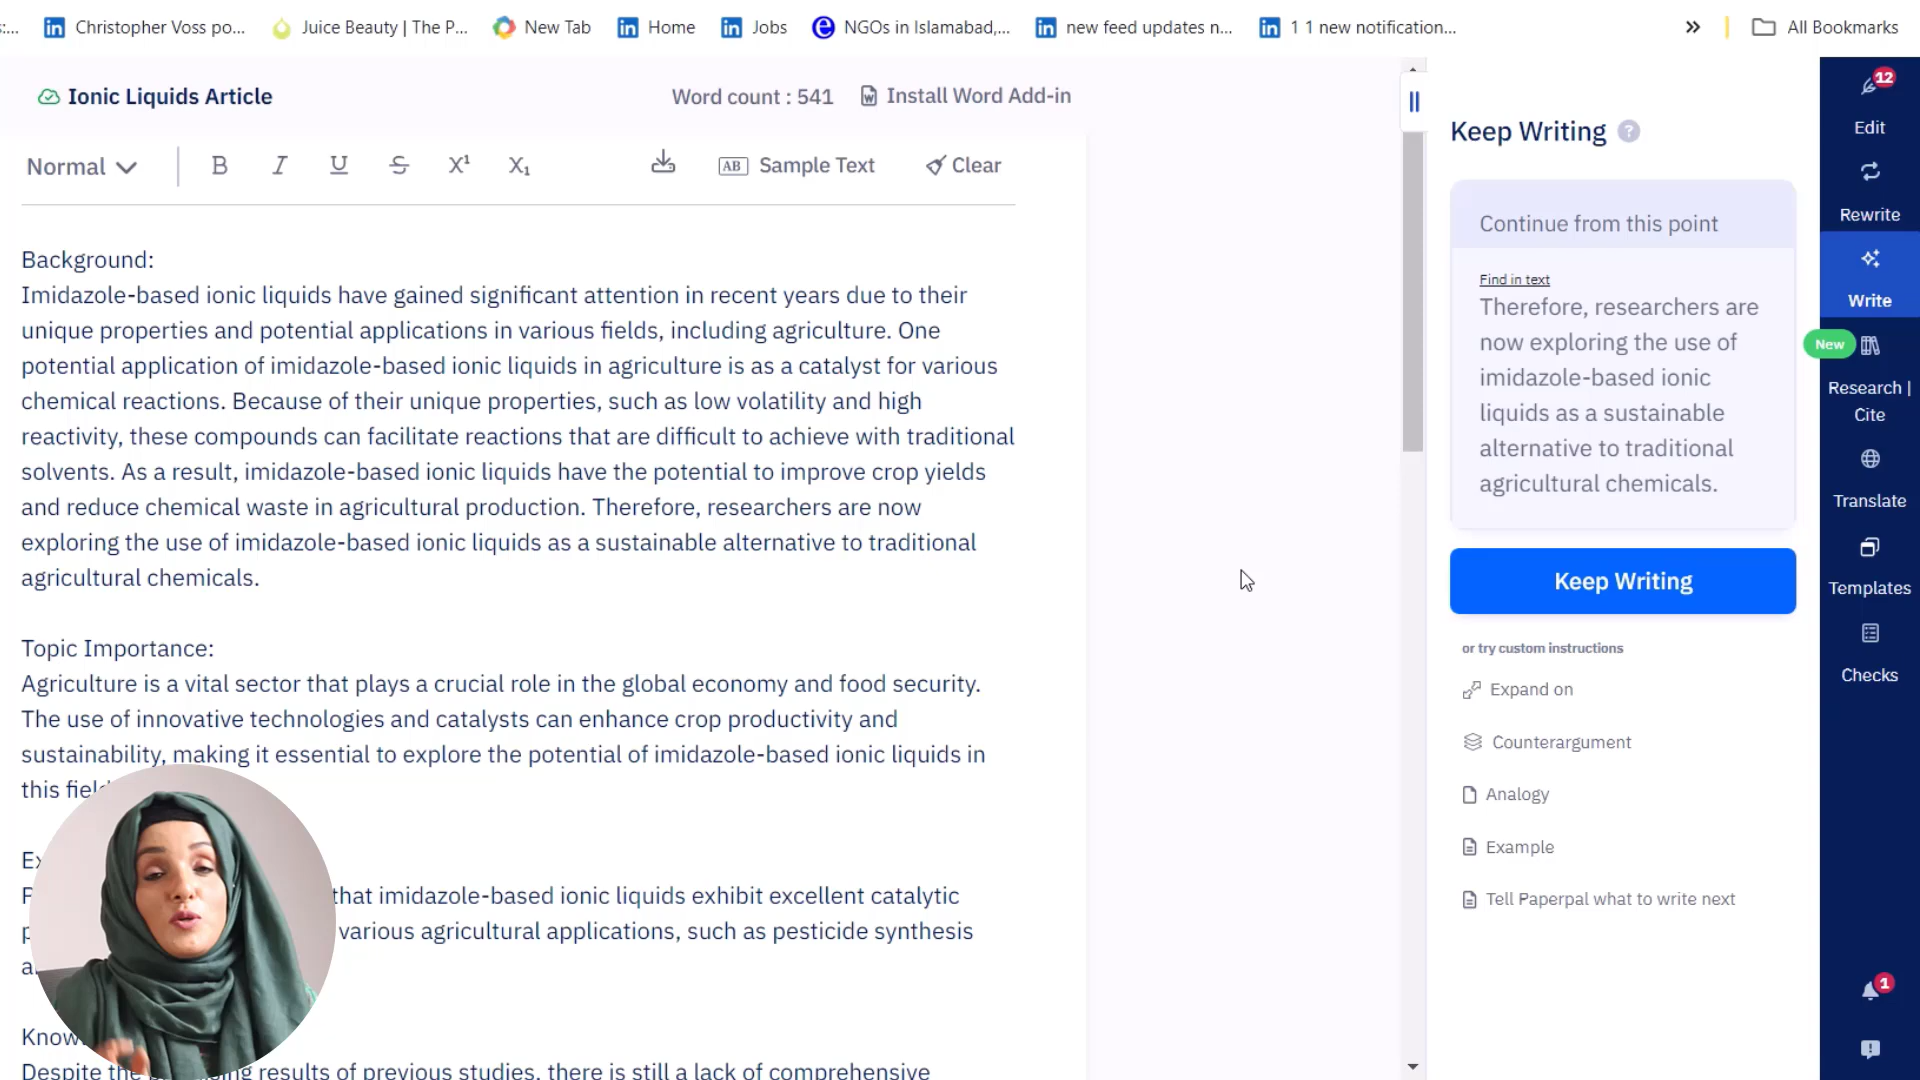 Christopher Voss po...
Juice Beauty | The P...
New Tab
Home
Jobs
NGOs in Islamabad,...
new feed updates n...
1 1 new notification...
All Bookmarks
Ionic Liquids Article
Word count : 541
Install Word Add-in
Normal
B I U S X¹ X₁
AB Sample Text
Clear
Background:
Imidazole-based ionic liquids have gained significant attention in recent years due to their
unique properties and potential applications in various fields, including agriculture. One
potential application of imidazole-based ionic liquids in agriculture is as a catalyst for various
chemical reactions. Because of their unique properties, such as low volatility and high
reactivity, these compounds can facilitate reactions that are difficult to achieve with traditional
solvents. As a result, imidazole-based ionic liquids have the potential to improve crop yields
and reduce chemical waste in agricultural production. Therefore, researchers are now
exploring the use of imidazole-based ionic liquids as a sustainable alternative to traditional
agricultural chemicals.
Topic Importance:
Agriculture is a vital sector that plays a crucial role in the global economy and food security.
The use of innovative technologies and catalysts can enhance crop productivity and
sustainability, making it essential to explore the potential of imidazole-based ionic liquids in
this
that imidazole-based ionic liquids exhibit excellent catalytic
various agricultural applications, such as pesticide synthesis
Despite the results of previous studies, there is still a lack of comprehensive
Keep Writing ?
Continue from this point
Find in text
Therefore, researchers are
now exploring the use of
imidazole-based ionic
liquids as a sustainable
alternative to traditional
agricultural chemicals.
Keep Writing
or try custom instructions
Expand on
Counterargument
Analogy
Example
Tell Paperpal what to write next
12
Edit
Rewrite
Write
New
Research |
Cite
Translate
Templates
Checks
1